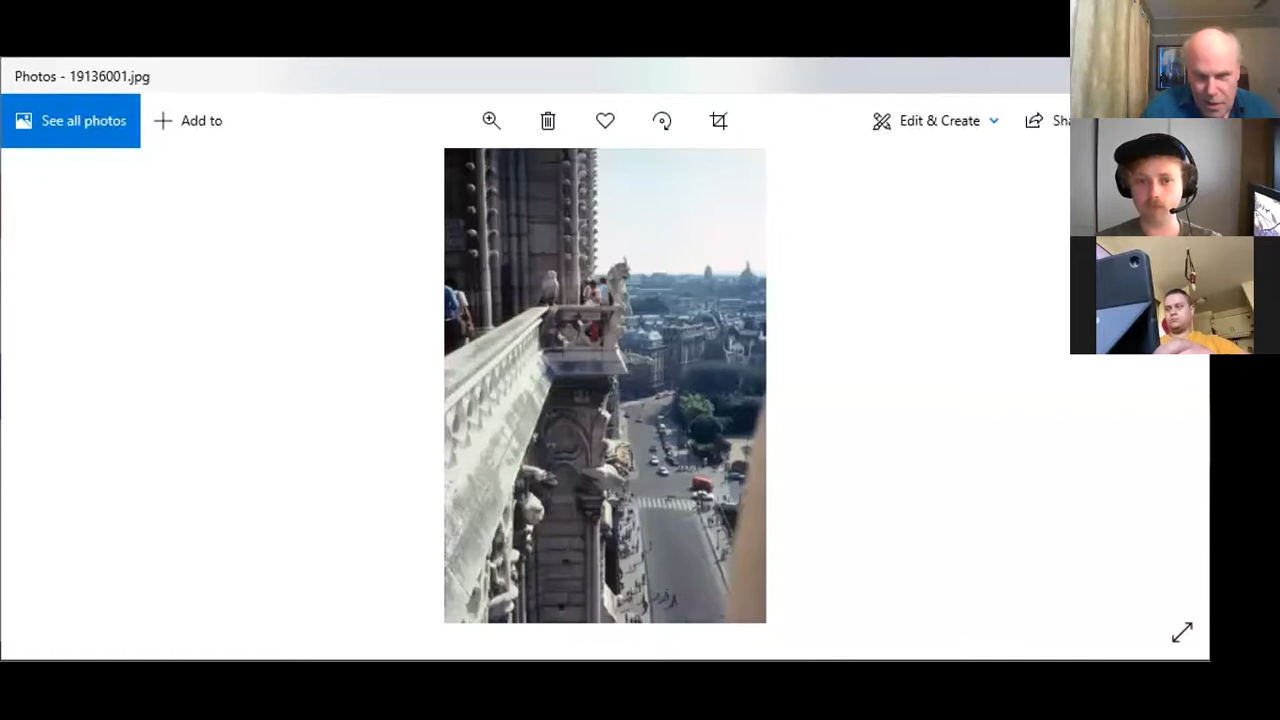 Photos - 19136001.jpg
See all photos
Add to
Edit & Create
Sha